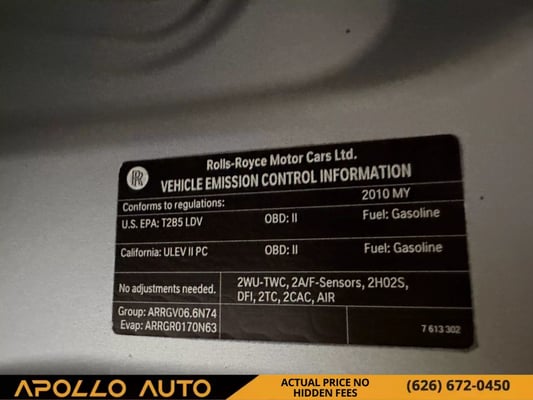 Rolls-Royce Motor Cars Ltd.
RR VEHICLE EMISSION CONTROL INFORMATION
Conforms to regulations: 2010 MY
U.S. EPA: T2B5 LDV OBD: II Fuel: Gasoline
California: ULEV II PC OBD: II Fuel: Gasoline
No adjustments needed. 2WU-TWC, 2A/F-Sensors, 2HO2S,
DFI, 2TC, 2CAC, AIR
Group: ARRGV06.6N74
Evap: ARRGR0170N63 7 613 302
APOLLO AUTO ACTUAL PRICE NO (626) 672-0450
HIDDEN FEES